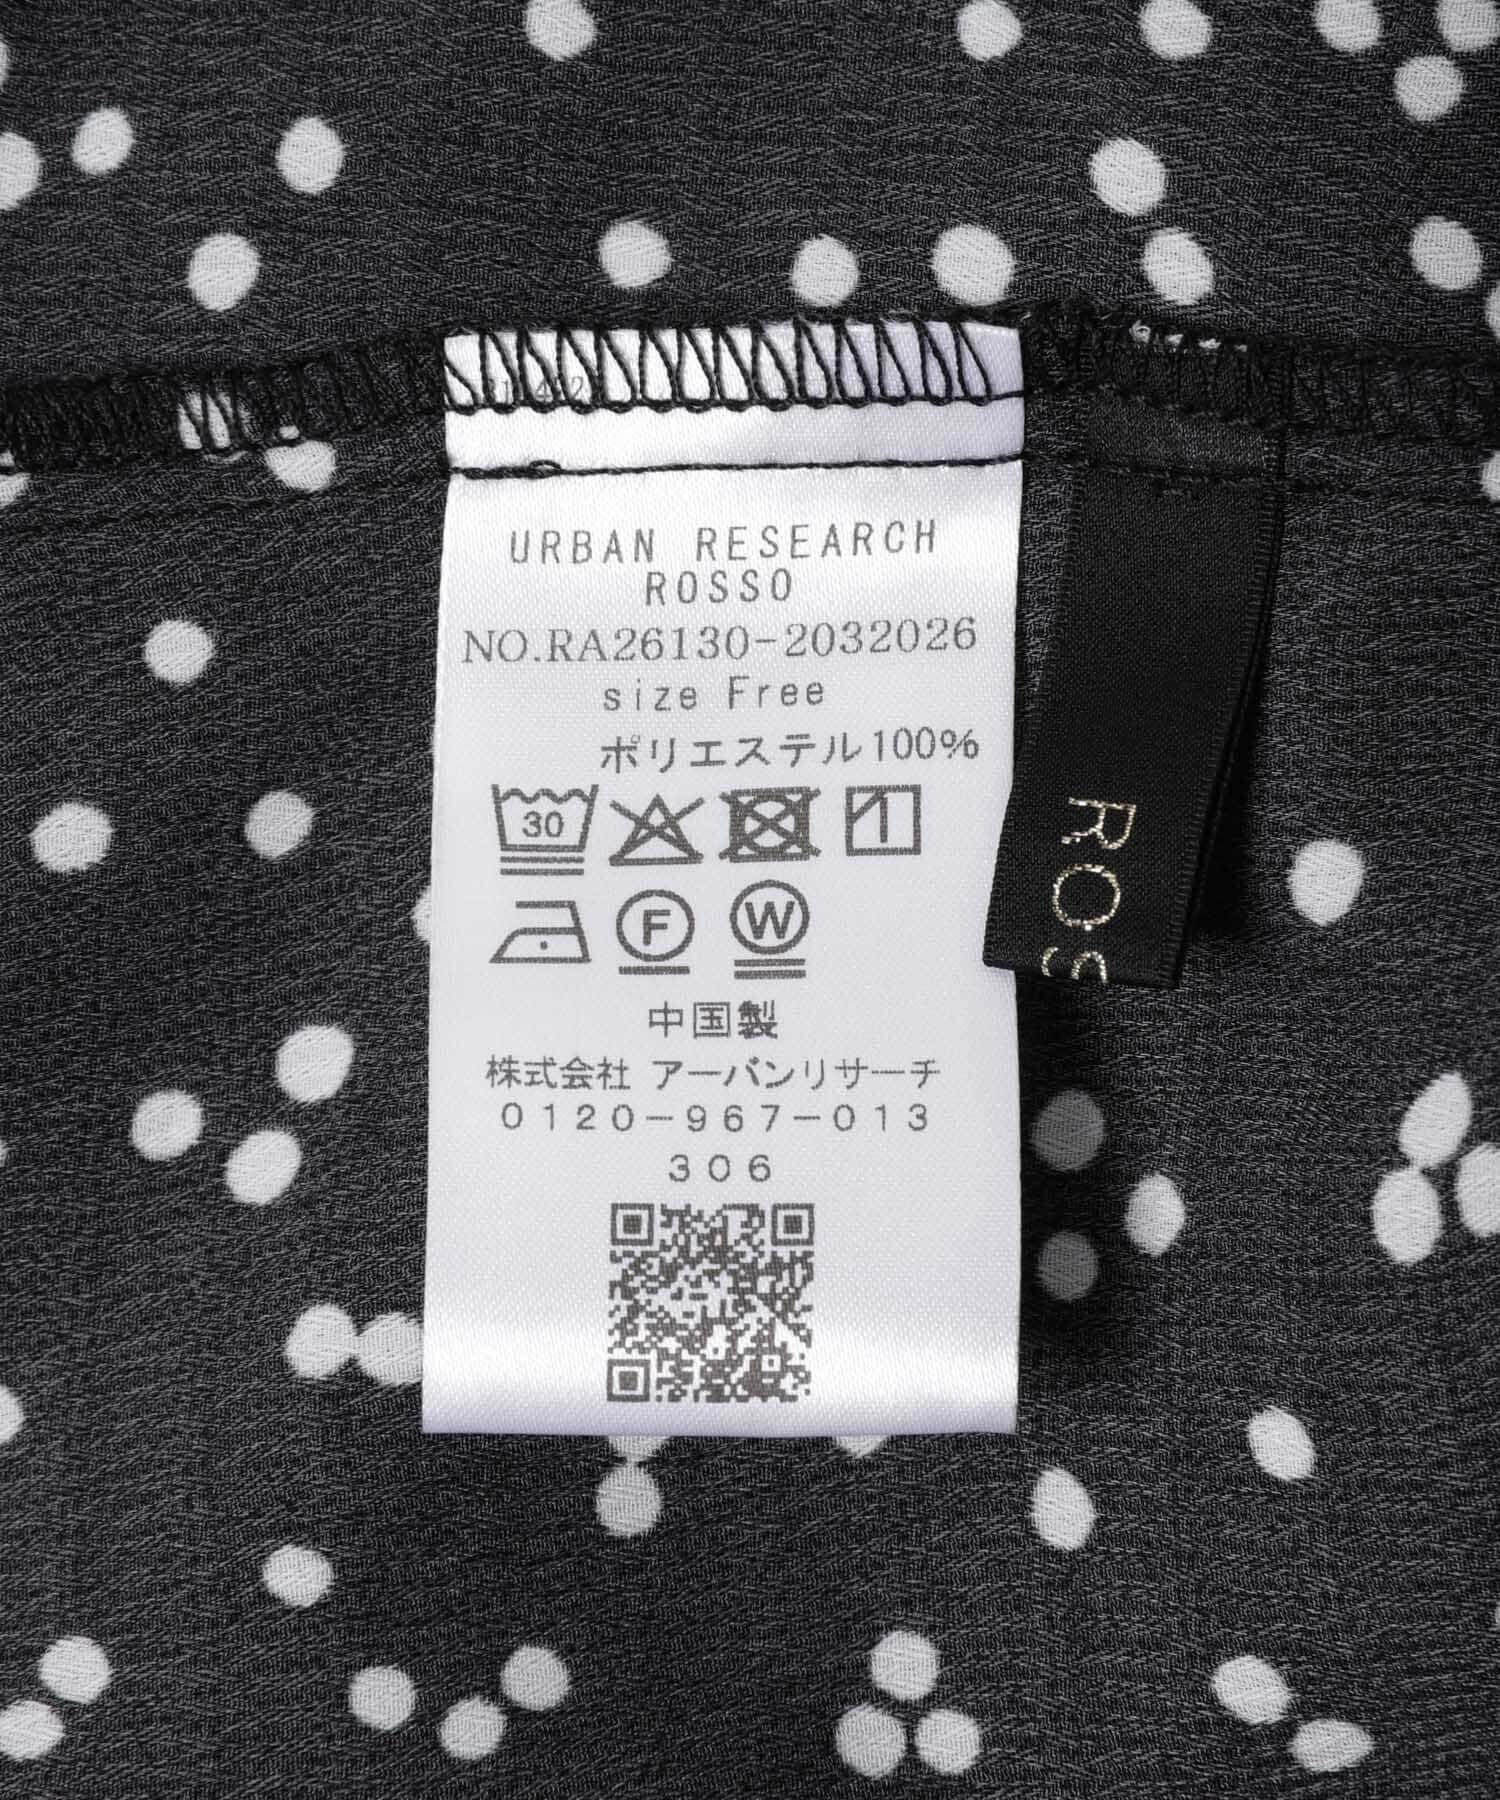 URBAN RESEARCH
ROSSO
NO.RA26130-2032026
size Free
ポリエステル100%
30
F
W
中国製
株式会社 アーバンリサーチ
0120-967-013
306
ROS